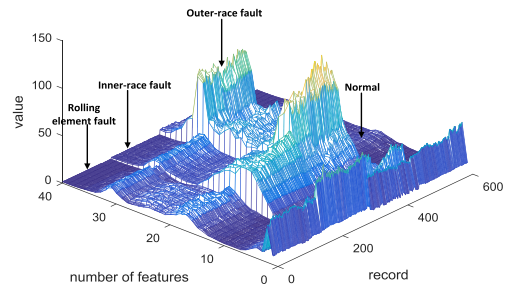 Outer-race fault
150
Inner-race fault
Normal
100
Rolling
element fault
value
50
0
40
600
30
400
20
200
10
0
0
number of features
record